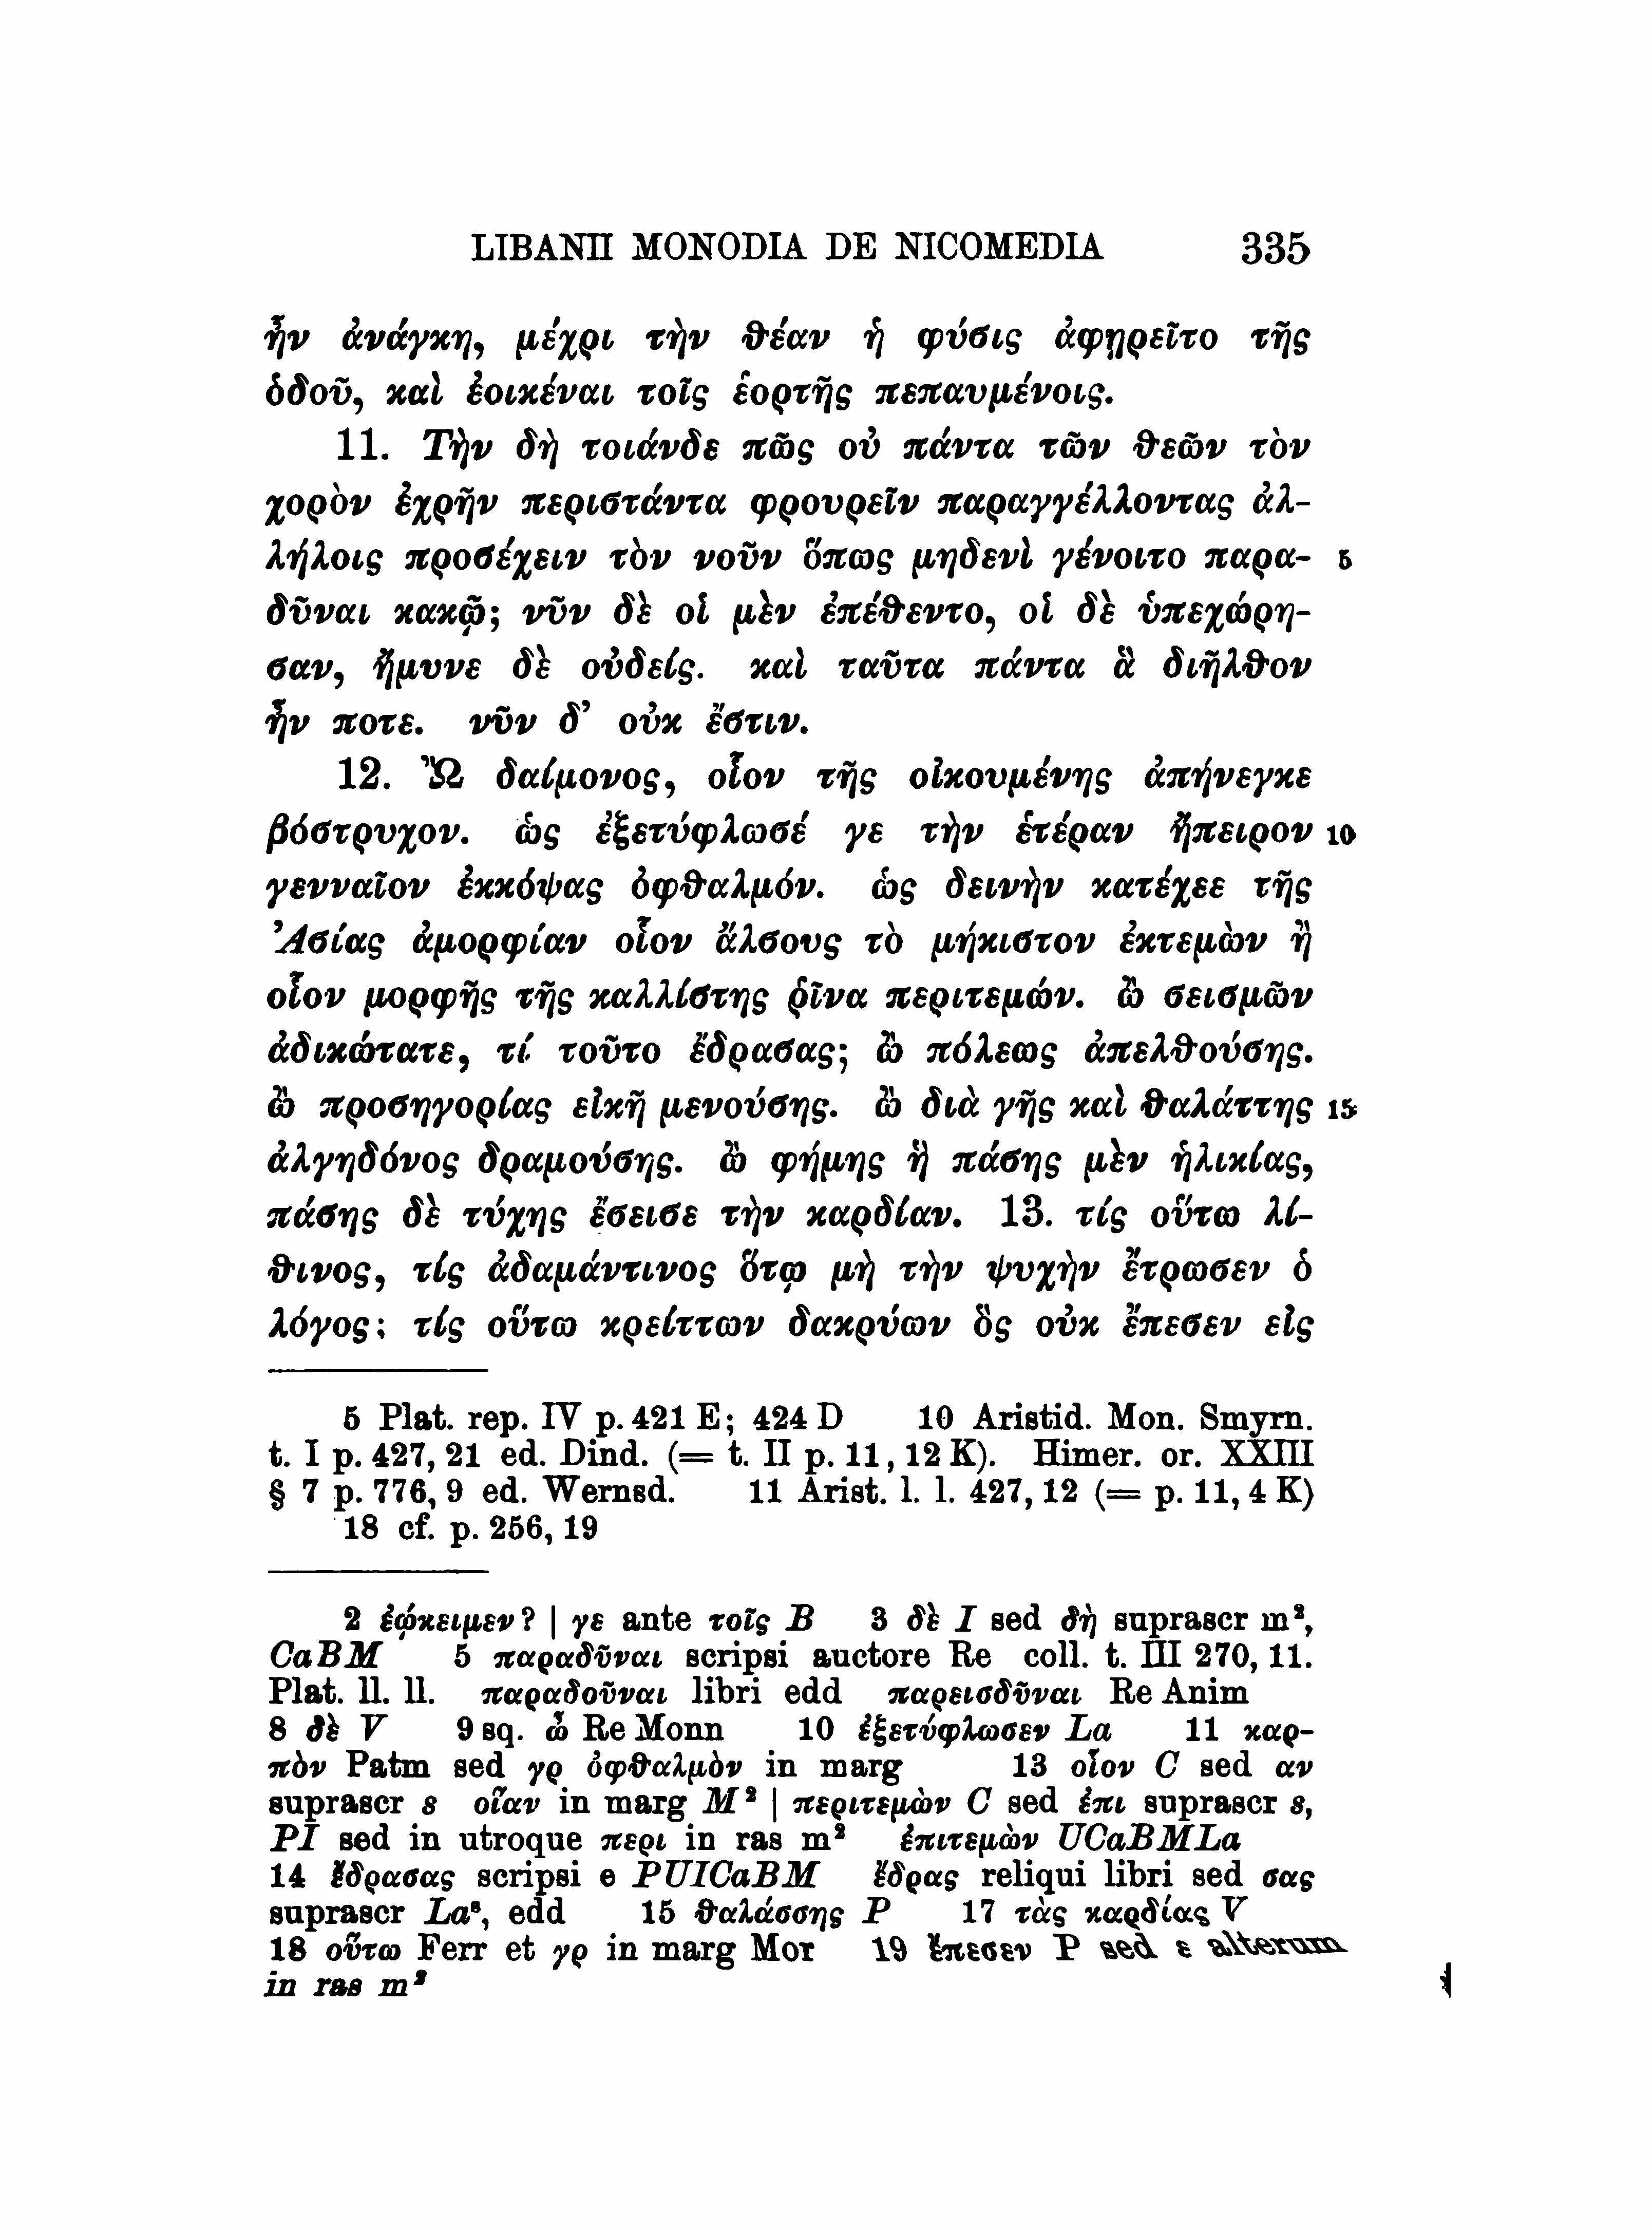 LIBANII MONODIA DE NICOMEDIA 335
ἦν ἀνάγκη, μέχρι τὴν θέαν ἡ φύσις ἀφῃρεῖτο τῆς
ὁδοῦ, καὶ ἐοικέναι τοῖς ἑορτῆς πεπαυμένοις.
11. Τὴν δὴ τοιάνδε πῶς οὐ πάντα τῶν θεῶν τὸν
χορὸν ἐχρῆν περιστάντα φρουρεῖν παραγγέλλοντας ἀλ-
λήλοις προσέχειν τὸν νοῦν ὅπως μηδενὶ γένοιτο παρα- 5
δῦναι κακῷ; νῦν δὲ οἱ μὲν ἐπέθεντο, οἱ δὲ ὑπεχώρη-
σαν, ἤμυνε δὲ οὐδείς. καὶ ταῦτα πάντα ἃ διῆλθον
ἦν ποτε. νῦν δ’ οὐκ ἔστιν.
12. Ὢ δαίμονος, οἷον τῆς οἰκουμένης ἀπήνεγκε
βόστρυχον. ὡς ἐξετύφλωσέ γε τὴν ἑτέραν ἤπειρον 10
γενναῖον ἐκκόψας ὀφθαλμόν. ὡς δεινὴν κατέχεε τῆς
Ἀσίας ἀμορφίαν οἷον ἄλσους τὸ μήκιστον ἐκτεμὼν ἢ
οἷον μορφῆς τῆς καλλίστης ῥῖνα περιτεμών. ὢ σεισμῶν
ἀδικώτατε, τί τοῦτο ἔδρασας; ὢ πόλεως ἀπελθούσης.
ὢ προσηγορίας εἰκῆ μενούσης. ὢ διὰ γῆς καὶ θαλάττης 15
ἀλγηδόνος δραμούσης. ὢ φήμης ἣ πάσης μὲν ἡλικίας,
πάσης δὲ τύχης ἔσεισε τὴν καρδίαν. 13. τίς οὕτω λί-
θινος, τίς ἀδαμάντινος ὅτῳ μὴ τὴν ψυχὴν ἔτρωσεν ὁ
λόγος; τίς οὕτω κρείττων δακρύων ὃς οὐκ ἔπεσεν εἰς
5 Plat. rep. IV p. 421 E; 424 D 10 Aristid. Mon. Smyrn.
t. I p. 427, 21 ed. Dind. (= t. II p. 11, 12 K). Himer. or. XXIII
§ 7 p. 776, 9 ed. Wernsd. 11 Arist. l. l. 427, 12 (= p. 11, 4 K)
18 cf. p. 256, 19
2 ἐῴκειμεν? | γε ante τοῖς B 3 δὲ I sed δὴ suprascr m²,
CaBM 5 παραδῦναι scripsi auctore Re coll. t. III 270, 11.
Plat. ll. ll. παραδοῦναι libri edd παρεισδῦναι Re Anim
8 δὲ V 9 sq. ὦ Re Monn 10 ἐξετύφλωσεν La 11 καρ-
πὸν Patm sed γρ ὀφθαλμὸν in marg 13 οἷον C sed αν
suprascr s οἵαν in marg M² | περιτεμὼν C sed ἐπι suprascr s,
PI sed in utroque περι in ras m² ἐπιτεμὼν UCaBMLa
14 ἔδρασας scripsi e PUICaBM ἔδρας reliqui libri sed σας
suprascr Laˢ, edd 15 θαλάσσης P 17 τὰς καρδίας V
18 οὕτω Ferr et γρ in marg Mor 19 ἔπεσεν P sed ε alterum
in ras m²